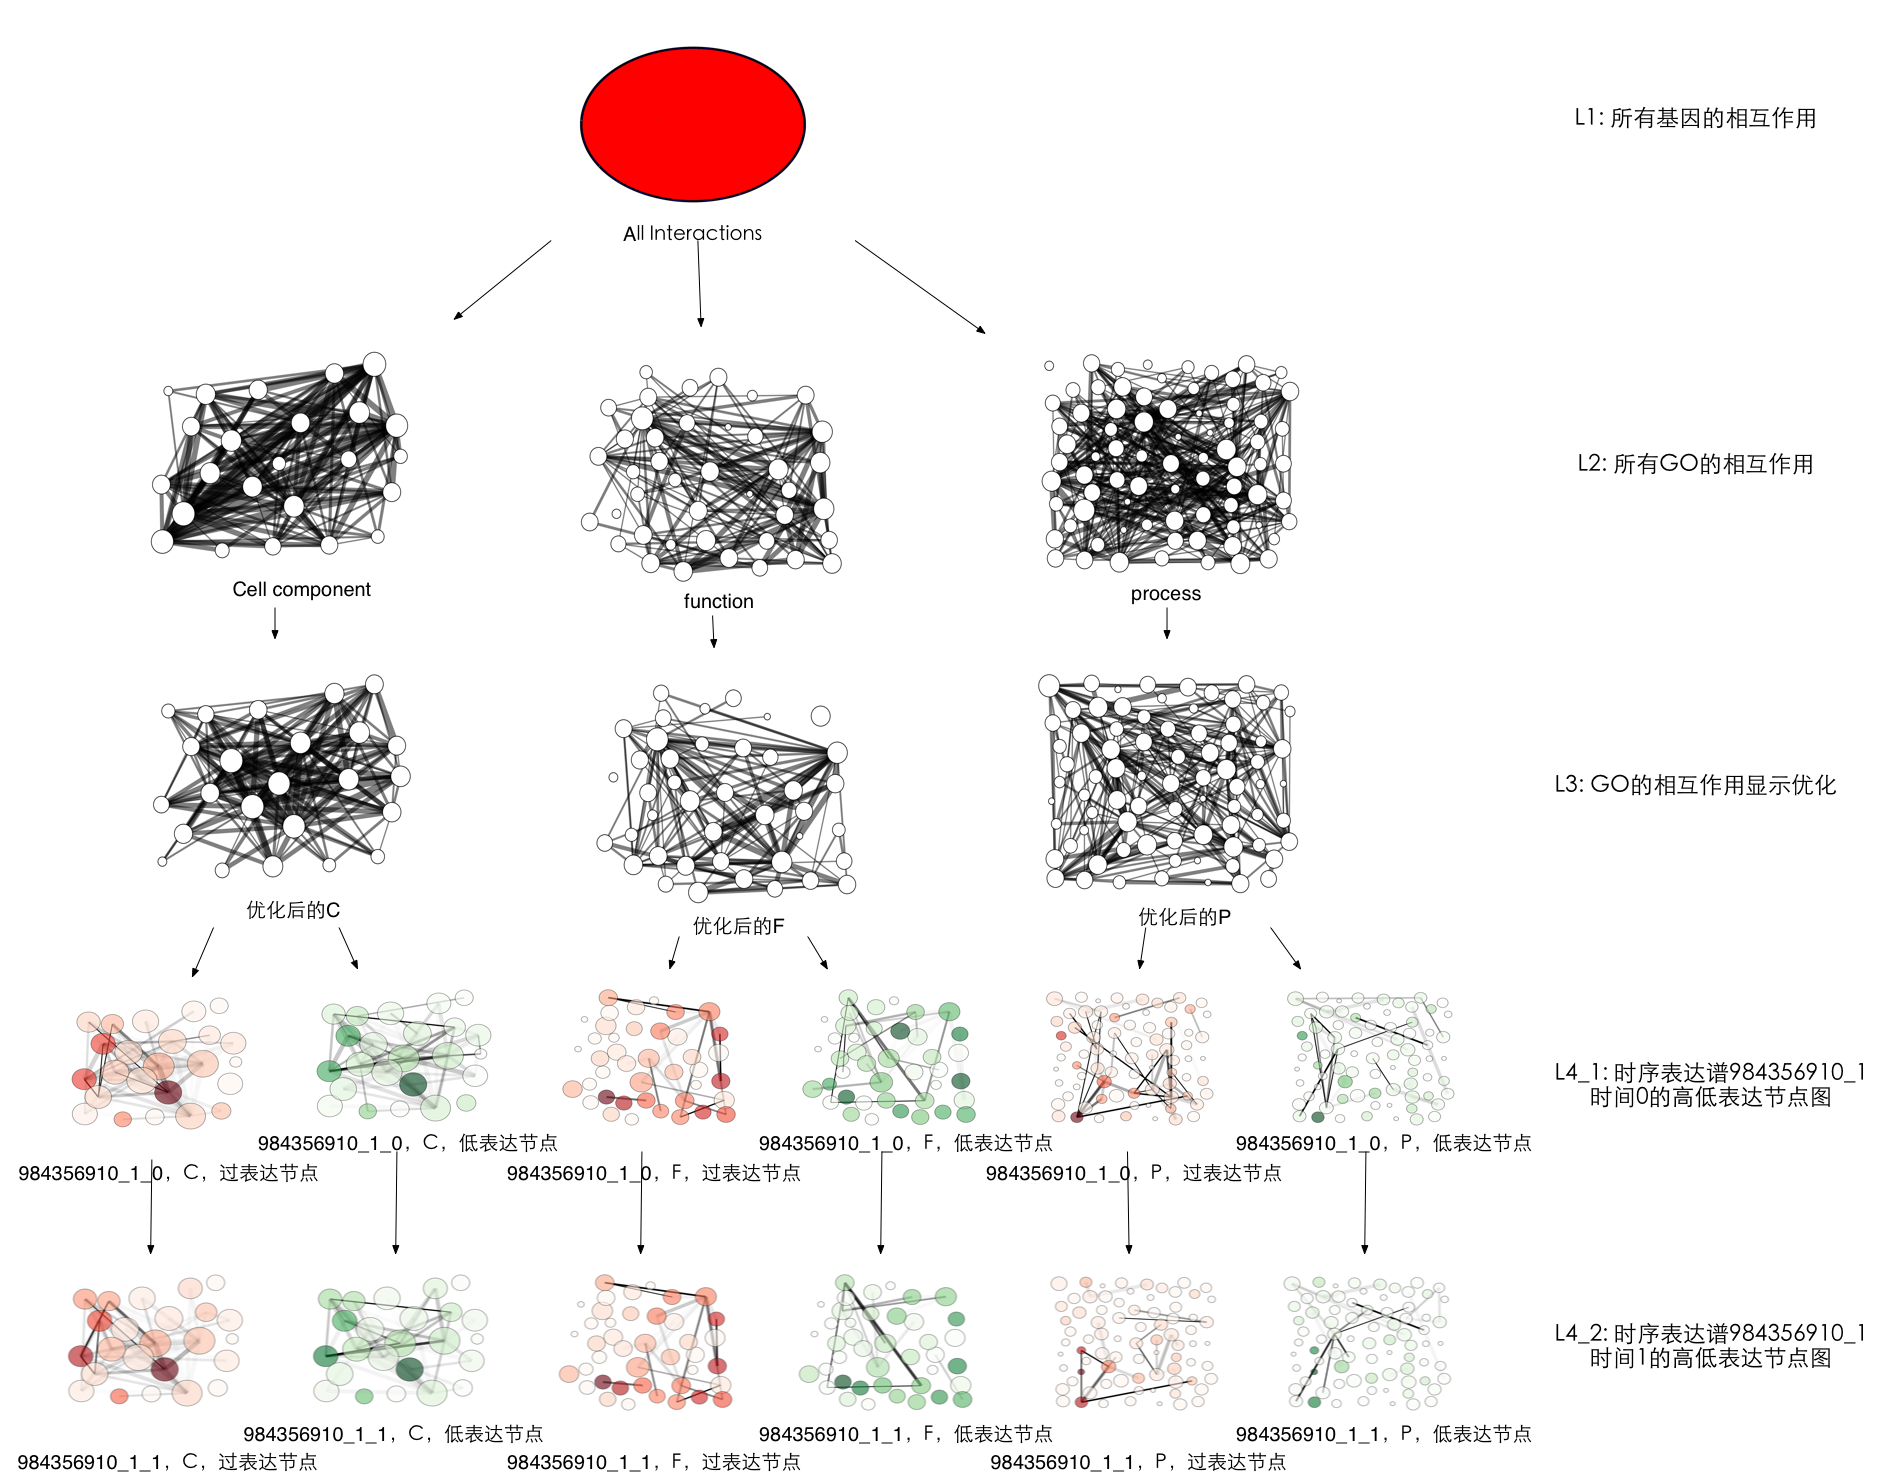 L1: 所有基因的相互作用
All Interactions
L2: 所有GO的相互作用
Cell component
function
process
L3: GO的相互作用显示优化
优化后的C
优化后的F
优化后的P
L4_1: 时序表达谱984356910_1
时间0的高低表达节点图
984356910_1_0，C，低表达节点
984356910_1_0，F，低表达节点
984356910_1_0，P，低表达节点
984356910_1_0，C，过表达节点
984356910_1_0，F，过表达节点
984356910_1_0，P，过表达节点
L4_2: 时序表达谱984356910_1
时间1的高低表达节点图
984356910_1_1，C，低表达节点
984356910_1_1，F，低表达节点
984356910_1_1，P，低表达节点
984356910_1_1，C，过表达节点
984356910_1_1，F，过表达节点
984356910_1_1，P，过表达节点